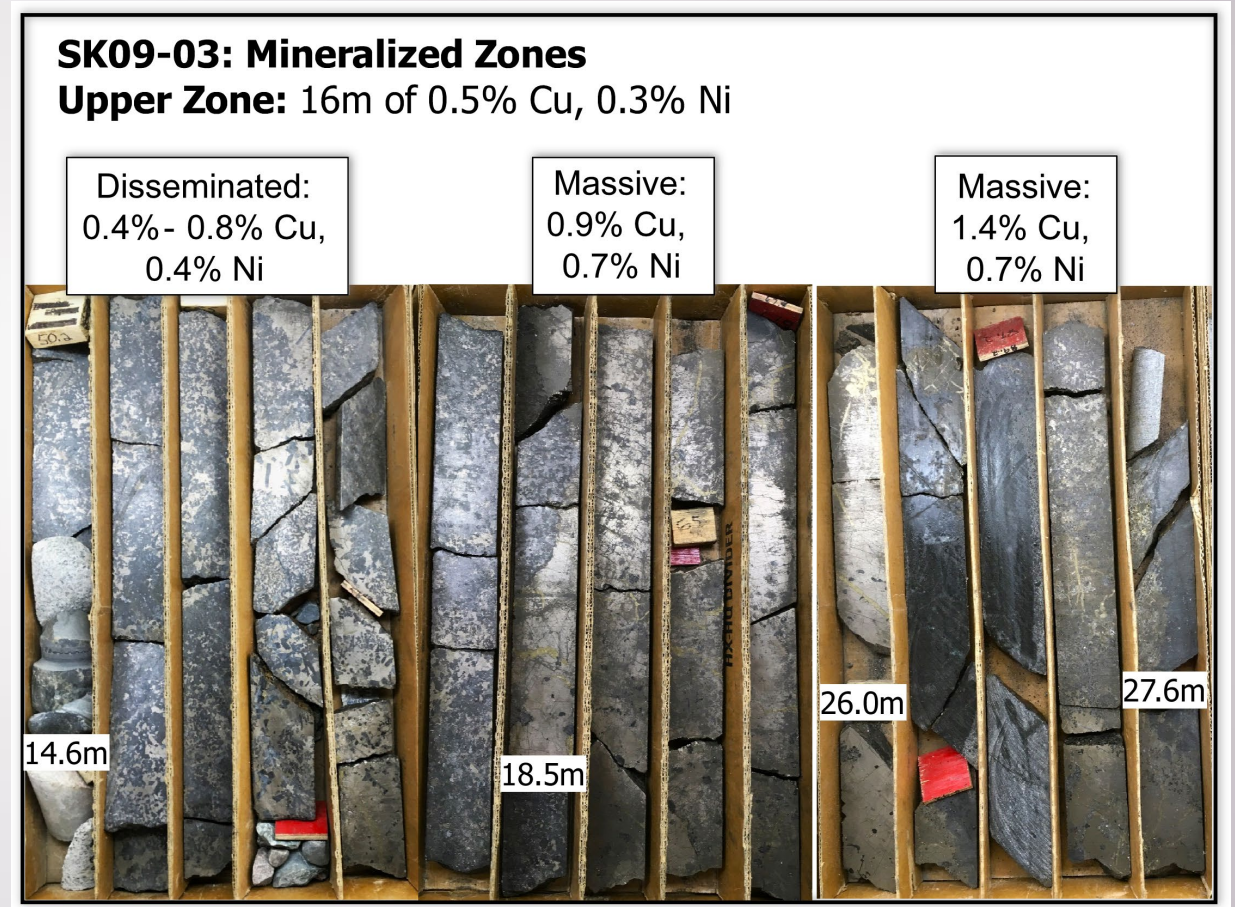 SK09-03: Mineralized Zones
Upper Zone: 16m of 0.5% Cu, 0.3% Ni
Disseminated:
0.4%- 0.8% Cu,
0.4% Ni
Massive:
0.9% Cu,
0.7% Ni
Massive:
1.4% Cu,
0.7% Ni
50.2
14.6m
18.5m
26.0m
27.6m